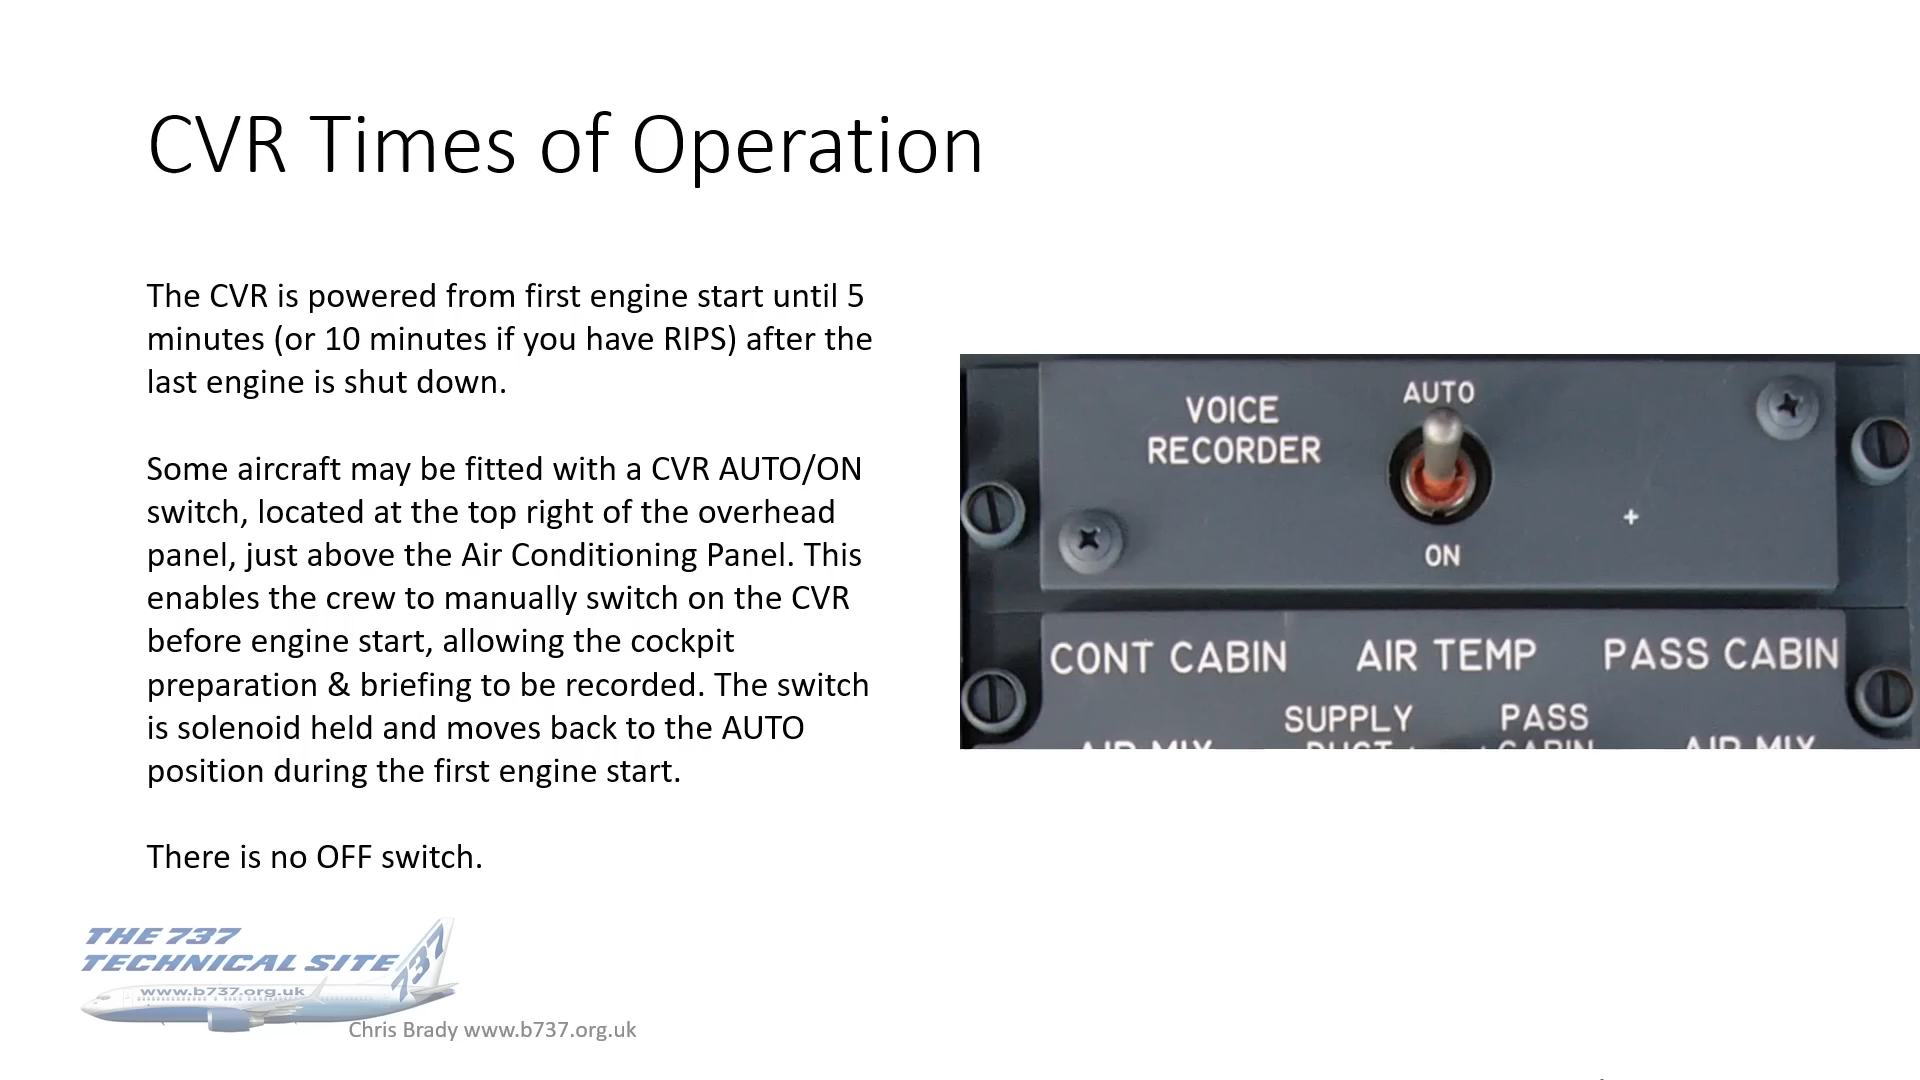 CVR Times of Operation
The CVR is powered from first engine start until 5
minutes (or 10 minutes if you have RIPS) after the
last engine is shut down.
Some aircraft may be fitted with a CVR AUTO/ON
switch, located at the top right of the overhead
panel, just above the Air Conditioning Panel. This
enables the crew to manually switch on the CVR
before engine start, allowing the cockpit
preparation & briefing to be recorded. The switch
is solenoid held and moves back to the AUTO
position during the first engine start.
There is no OFF switch.
AUTO
VOICE
RECORDER
ON
CONT CABIN AIR TEMP PASS CABIN
SUPPLY PASS
AIR MIX DUCT CABIN AIR MIX
THE 737
TECHNICAL SITE
737
www.b737.org.uk
Chris Brady www.b737.org.uk